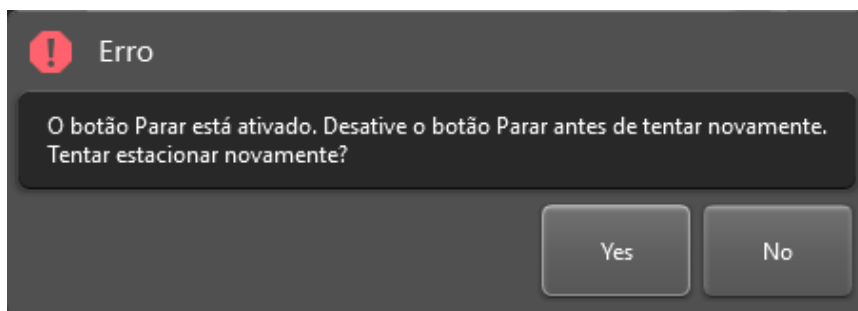 Erro
O botão Parar está ativado. Desative o botão Parar antes de tentar novamente.
Tentar estacionar novamente?
Yes
No